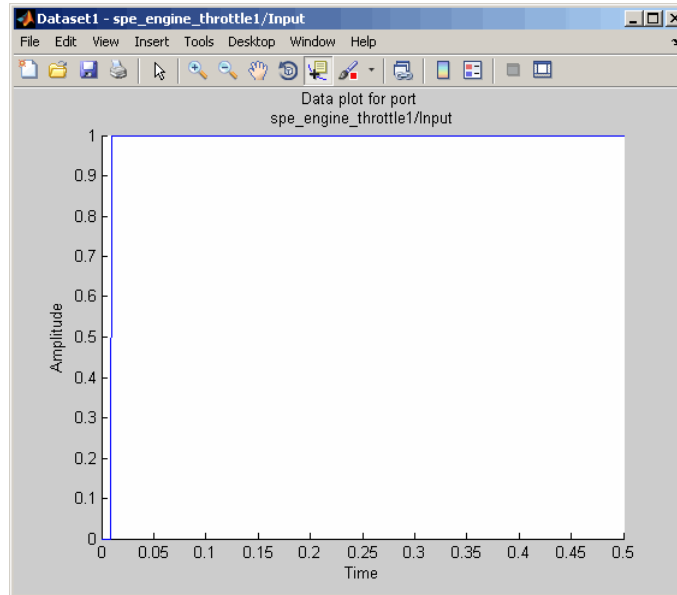 Dataset1 - spe_engine_throttle1/Input
File Edit View Insert Tools Desktop Window Help
Data plot for port
spe_engine_throttle1/Input
1
0.9
0.8
0.7
0.6
0.5
0.4
0.3
0.2
0.1
0
Amplitude
0 0.05 0.1 0.15 0.2 0.25 0.3 0.35 0.4 0.45 0.5
Time